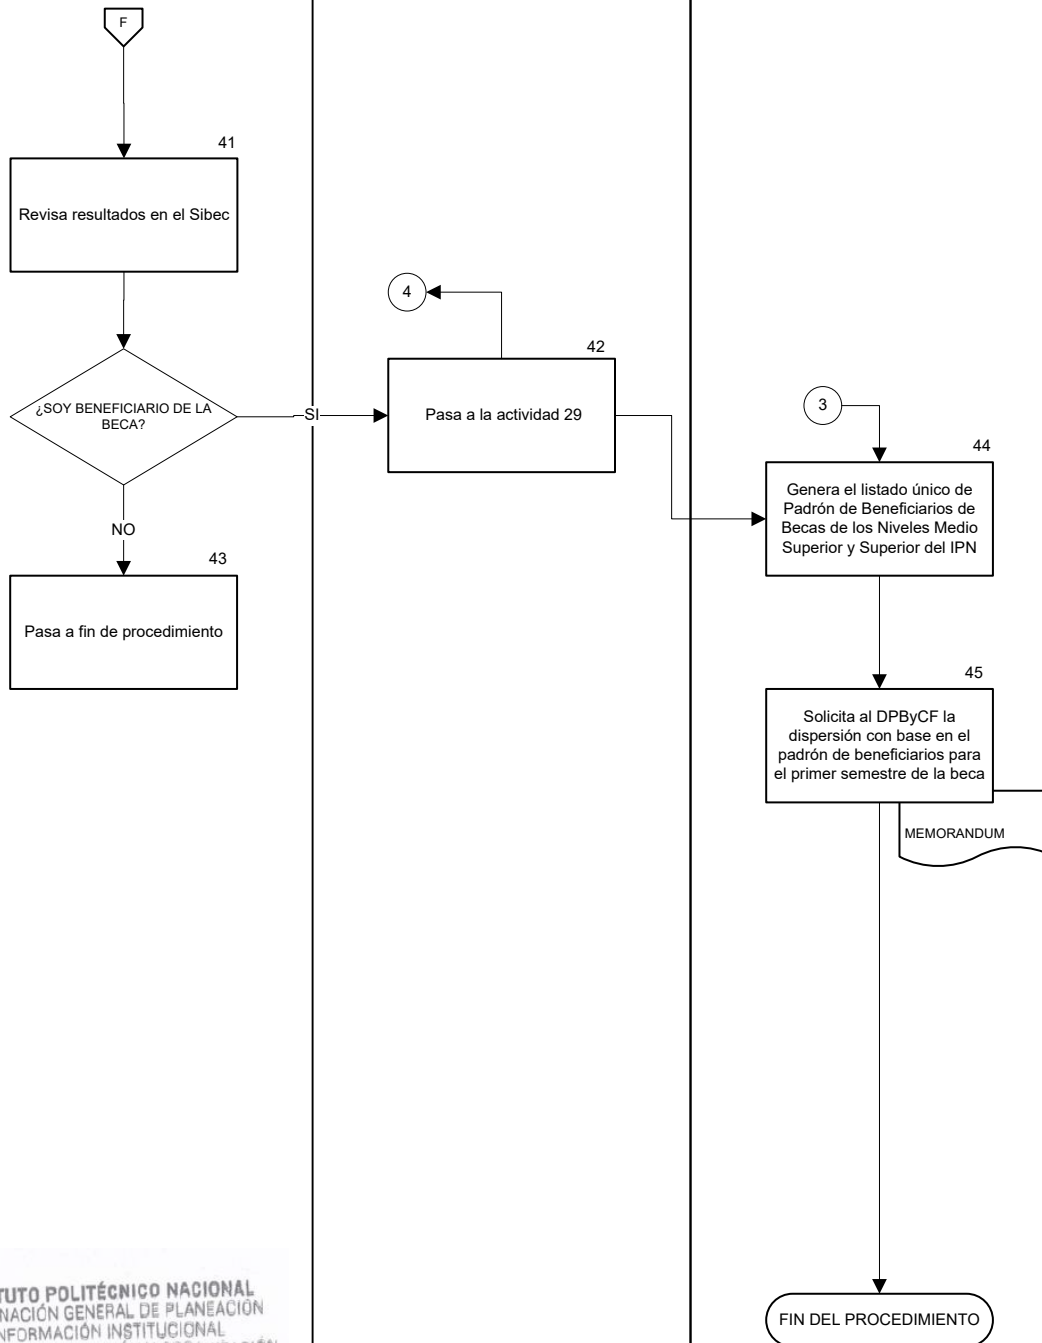 F
41
Revisa resultados en el Sibec
¿SOY BENEFICIARIO DE LA
BECA?
SI
NO
43
Pasa a fin de procedimiento
4
42
Pasa a la actividad 29
3
44
Genera el listado único de
Padrón de Beneficiarios de
Becas de los Niveles Medio
Superior y Superior del IPN
45
Solicita al DPByCF la
dispersión con base en el
padrón de beneficiarios para
el primer semestre de la beca
MEMORANDUM
FIN DEL PROCEDIMIENTO
TUTO POLITÉCNICO NACIONAL
NACIÓN GENERAL DE PLANEACIÓN
NFORMACIÓN INSTITUCIONAL